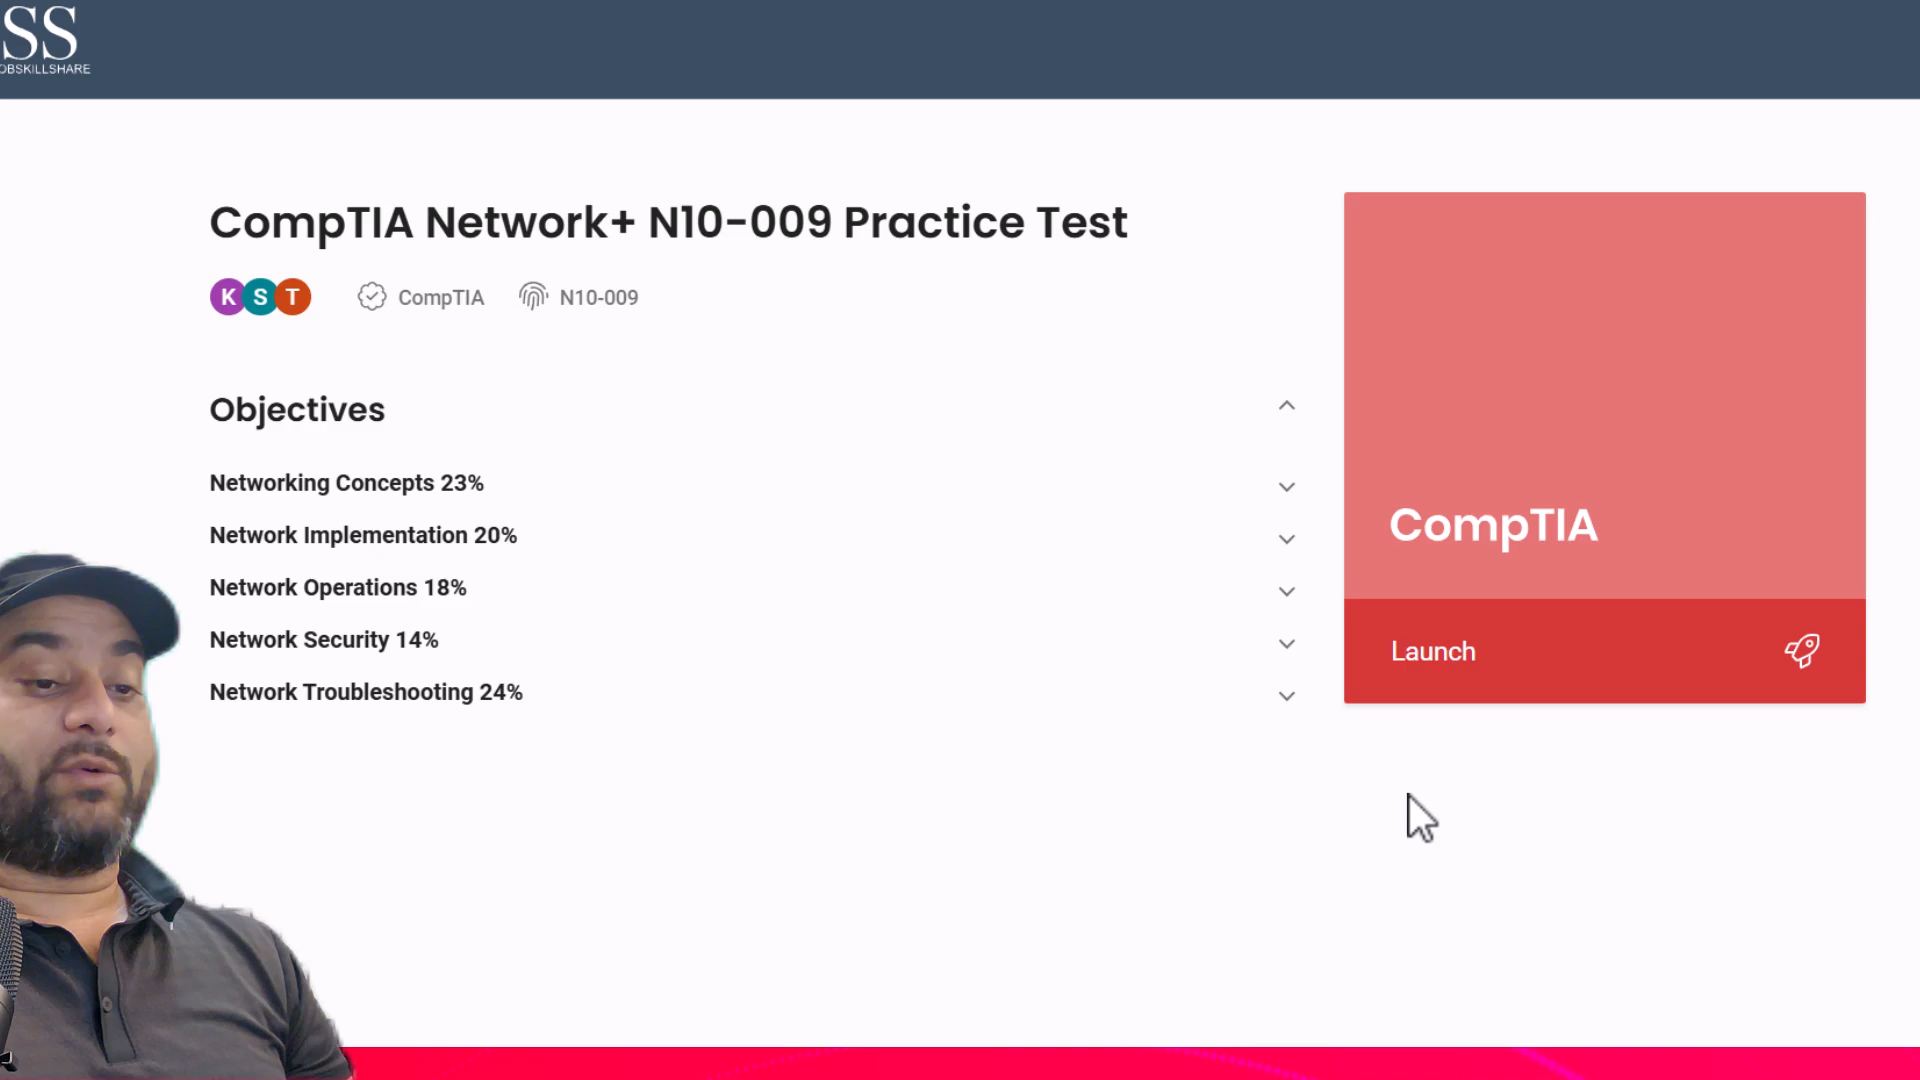 SS
OBSKILLSHARE
CompTIA Network+ N10-009 Practice Test
K S T CompTIA N10-009
Objectives
Networking Concepts 23%
Network Implementation 20%
Network Operations 18%
Network Security 14%
Network Troubleshooting 24%
CompTIA
Launch